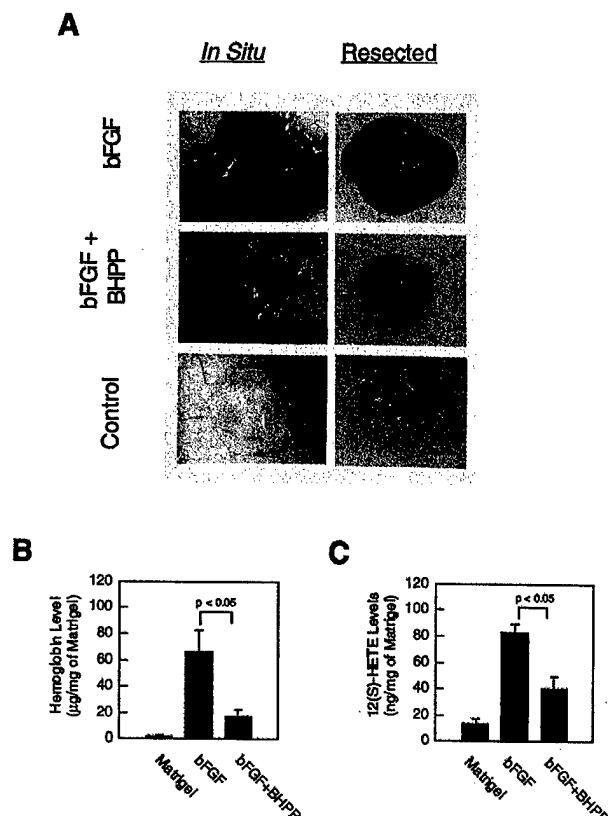 A
In Situ
Resected
bFGF
bFGF +
BHPP
Control
B
Hemoglobin Level
(µg/mg of Matrigel)
120
100
80
60
40
20
0
p < 0.05
Matrigel
bFGF
bFGF+BHPP
C
12(S)-HETE Levels
(ng/mg of Matrigel)
120
100
80
60
40
20
0
p < 0.05
Matrigel
bFGF
bFGF+BHPP